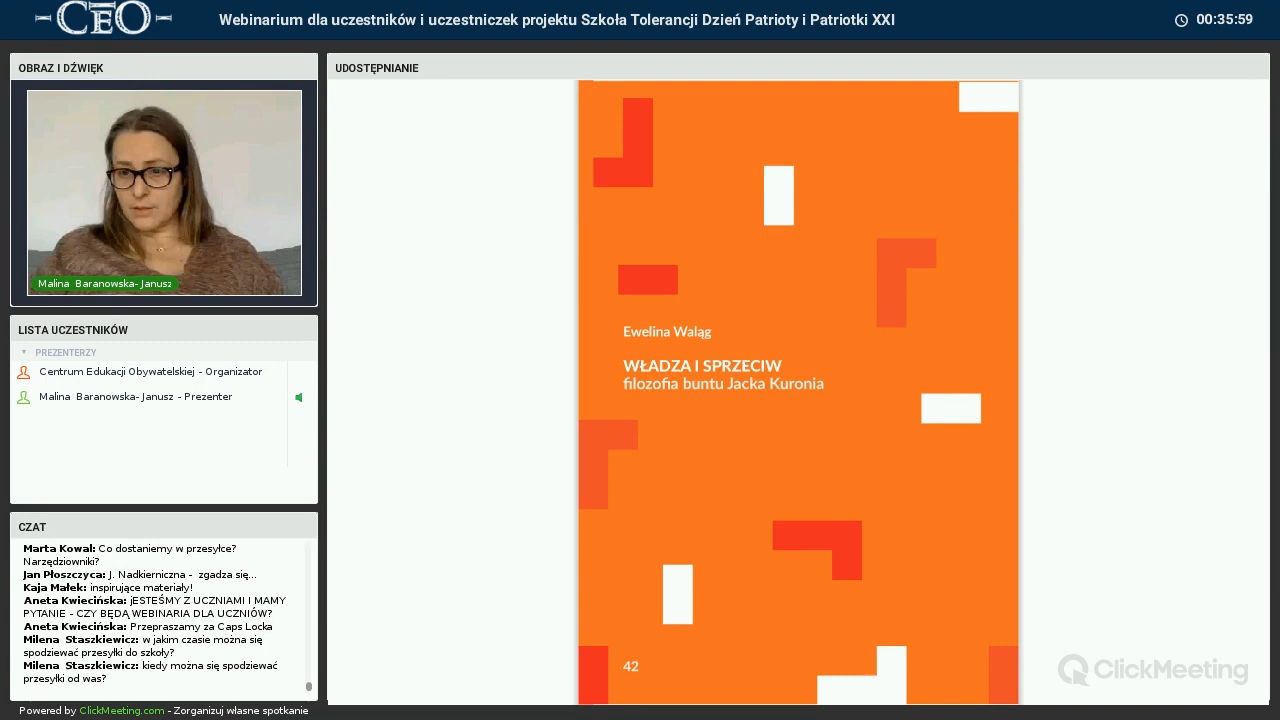 CEO
Webinarium dla uczestników i uczestniczek projektu Szkoła Tolerancji Dzień Patrioty i Patriotki XXI
00:35:59
OBRAZ I DŹWIĘK
Malina Baranowska-Janusz
LISTA UCZESTNIKÓW
PREZENTERZY
Centrum Edukacji Obywatelskiej - Organizator
Malina Baranowska-Janusz - Prezenter
CZAT
Marta Kowal: Co dostaniemy w przesyłce?
Narzędziowniki?
Jan Płoszczyca: J. Nadkierniczna - zgadza się...
Kaja Małek: inspirujące materiały!
Aneta Kwiecińska: jESTEŚMY Z UCZNIAMI I MAMY
PYTANIE - CZY BĘDĄ WEBINARIA DLA UCZNIÓW?
Aneta Kwiecińska: Przepraszamy za Caps Locka
Milena Staszkiewicz: w jakim czasie można się
spodziewać przesyłki do szkoły?
Milena Staszkiewicz: kiedy można się spodziewać
przesyłki od was?
Powered by ClickMeeting.com - Zorganizuj własne spotkanie
UDOSTĘPNIANIE
Ewelina Waląg
WŁADZA I SPRZECIW
filozofia buntu Jacka Kuronia
42
ClickMeeting